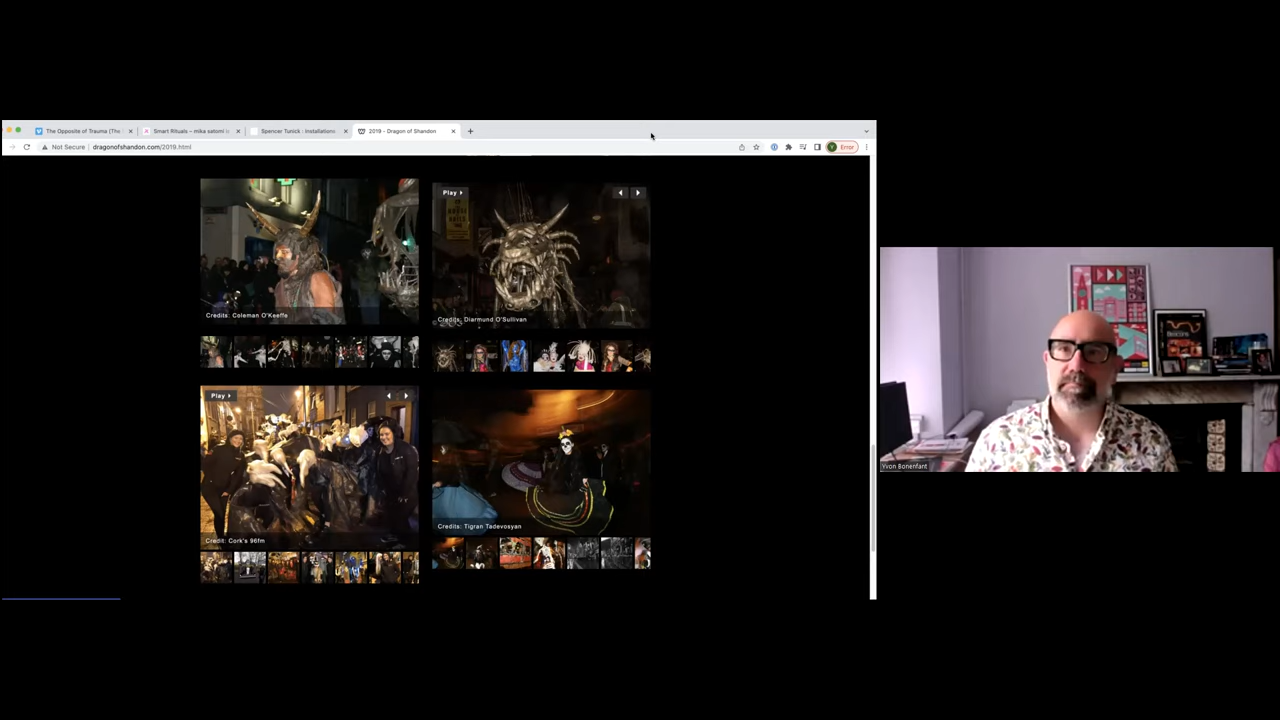 The Opposite of Trauma (The
Smart Rituals – mika satomi
Spencer Tunick : Installations
2019 - Dragon of Shandon
Not Secure
dragonofshandon.com/2019.html
Error
Play
Credits: Coleman O'Keeffe
Credits: Diarmund O'Sullivan
Play
Credit: Cork's 96fm
Credits: Tigran Tadevosyan
Yvon Bonenfant